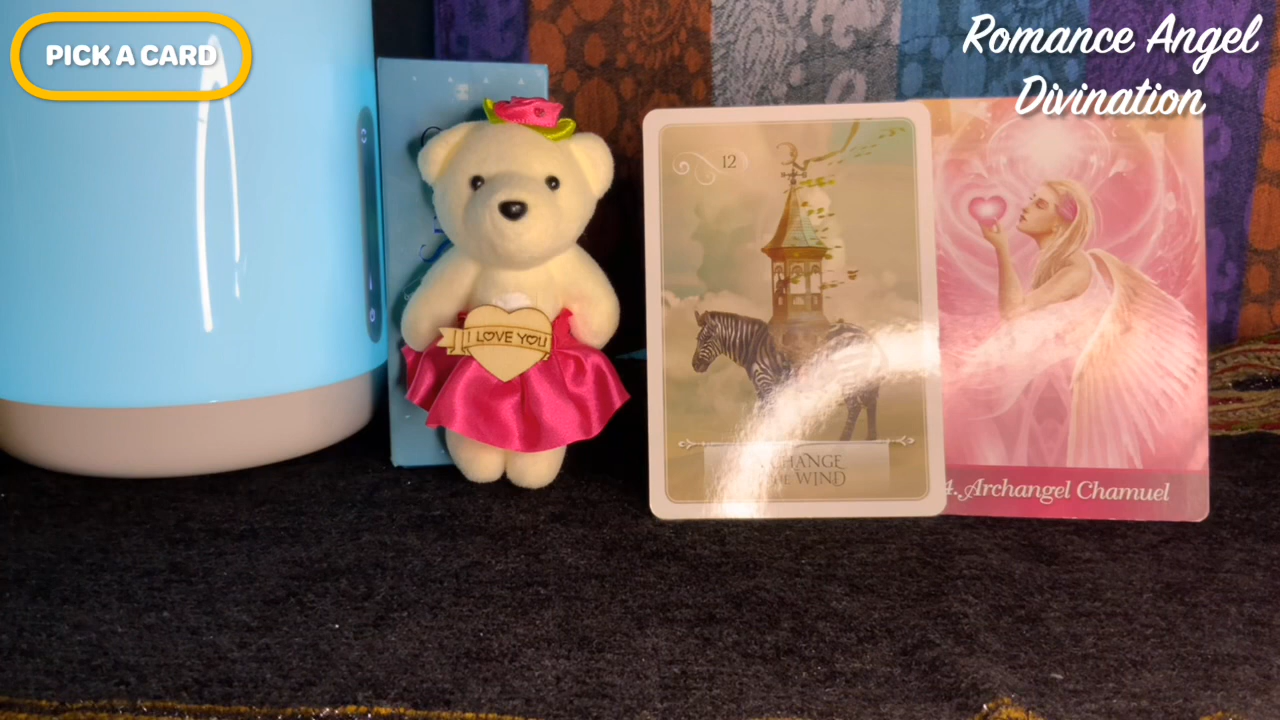 PICK A CARD
Romance Angel
Divination
12
I LOVE YOU
CHANGE
WIND
4. Archangel Chamuel